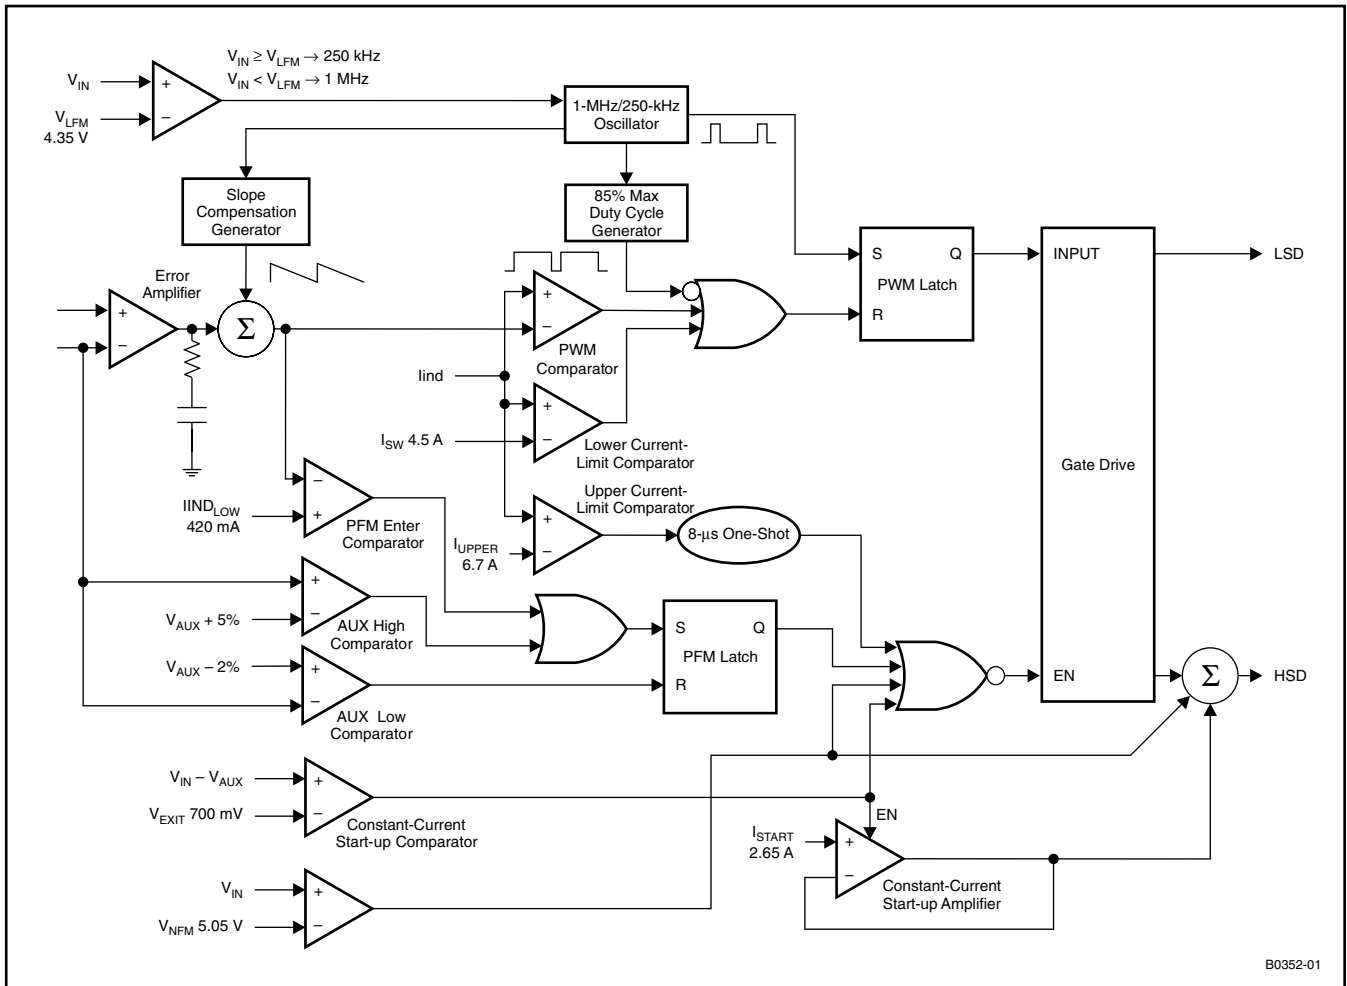 V_IN
V_LFM
4.35 V
V_IN ≥ V_LFM → 250 kHz
V_IN < V_LFM → 1 MHz
+
−
1-MHz/250-kHz
Oscillator
Slope
Compensation
Generator
85% Max
Duty Cycle
Generator
Error
Amplifier
+
−
Σ
+
−
PWM
Comparator
S
Q
PWM Latch
R
INPUT
LSD
Iind
+
−
I_SW 4.5 A
Lower Current-
Limit Comparator
Gate Drive
IIND_LOW
420 mA
−
+
PFM Enter
Comparator
Upper Current-
Limit Comparator
+
−
I_UPPER
6.7 A
8-µs One-Shot
V_AUX + 5%
+
−
AUX High
Comparator
V_AUX – 2%
+
−
AUX Low
Comparator
S
Q
PFM Latch
R
EN
Σ
HSD
V_IN – V_AUX
V_EXIT 700 mV
+
−
Constant-Current
Start-up Comparator
EN
I_START
2.65 A
+
−
Constant-Current
Start-up Amplifier
V_IN
V_NFM 5.05 V
+
−
B0352-01